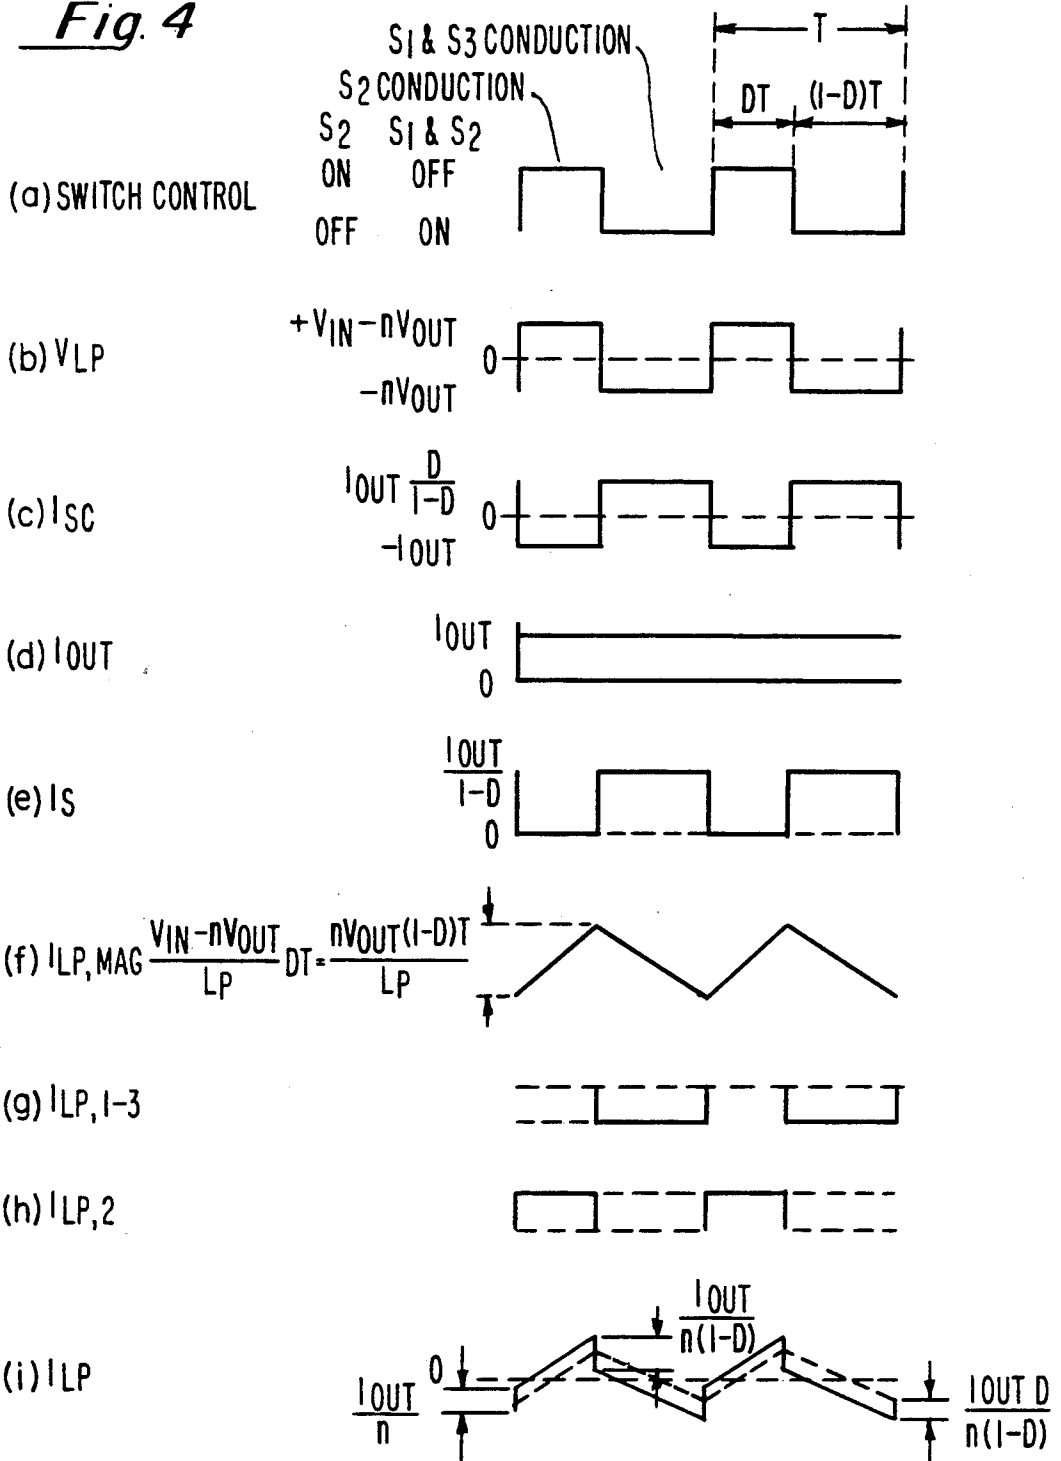 Fig. 4
S1 & S3 CONDUCTION
T
S2 CONDUCTION
DT (1-D)T
S2 S1 & S2
ON OFF
(a) SWITCH CONTROL
OFF ON
+VIN-nVOUT
(b) VLP
0
-nVOUT
IOUT D/1-D
(c) ISC
0
-IOUT
IOUT
(d) IOUT
0
IOUT/1-D
(e) IS
0
(f) ILP, MAG VIN-nVOUT/LP DT = nVOUT(1-D)T/LP
(g) ILP, 1-3
(h) ILP, 2
IOUT/n(1-D)
(i) ILP
0
IOUT/n
IOUT D/n(1-D)